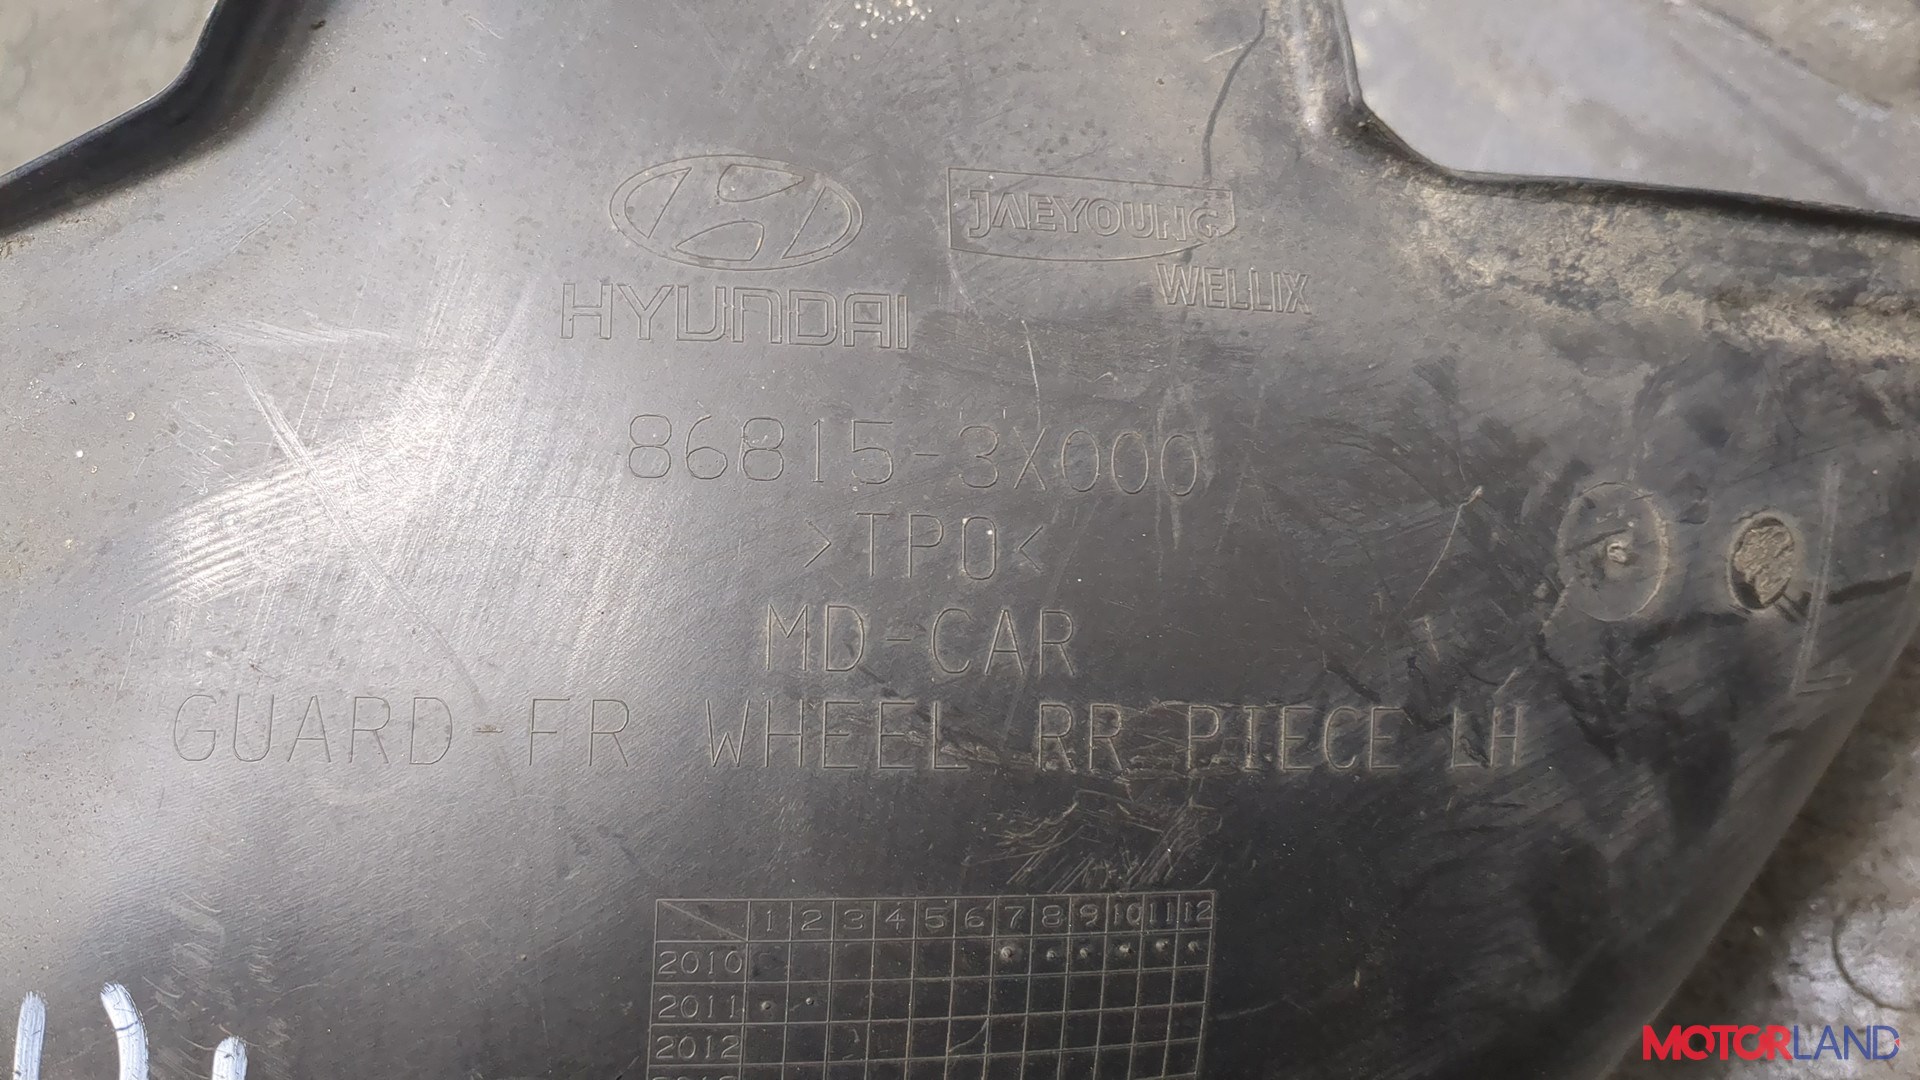 HYUNDAI
JAEYOUNG
WELLIX
86815-3X000
>TPO<
MD-CAR
GUARD-FR WHEEL RR PIECE LH
1 2 3 4 5 6 7 8 9 10 11 12
2010
2011
2012
MOTORLAND